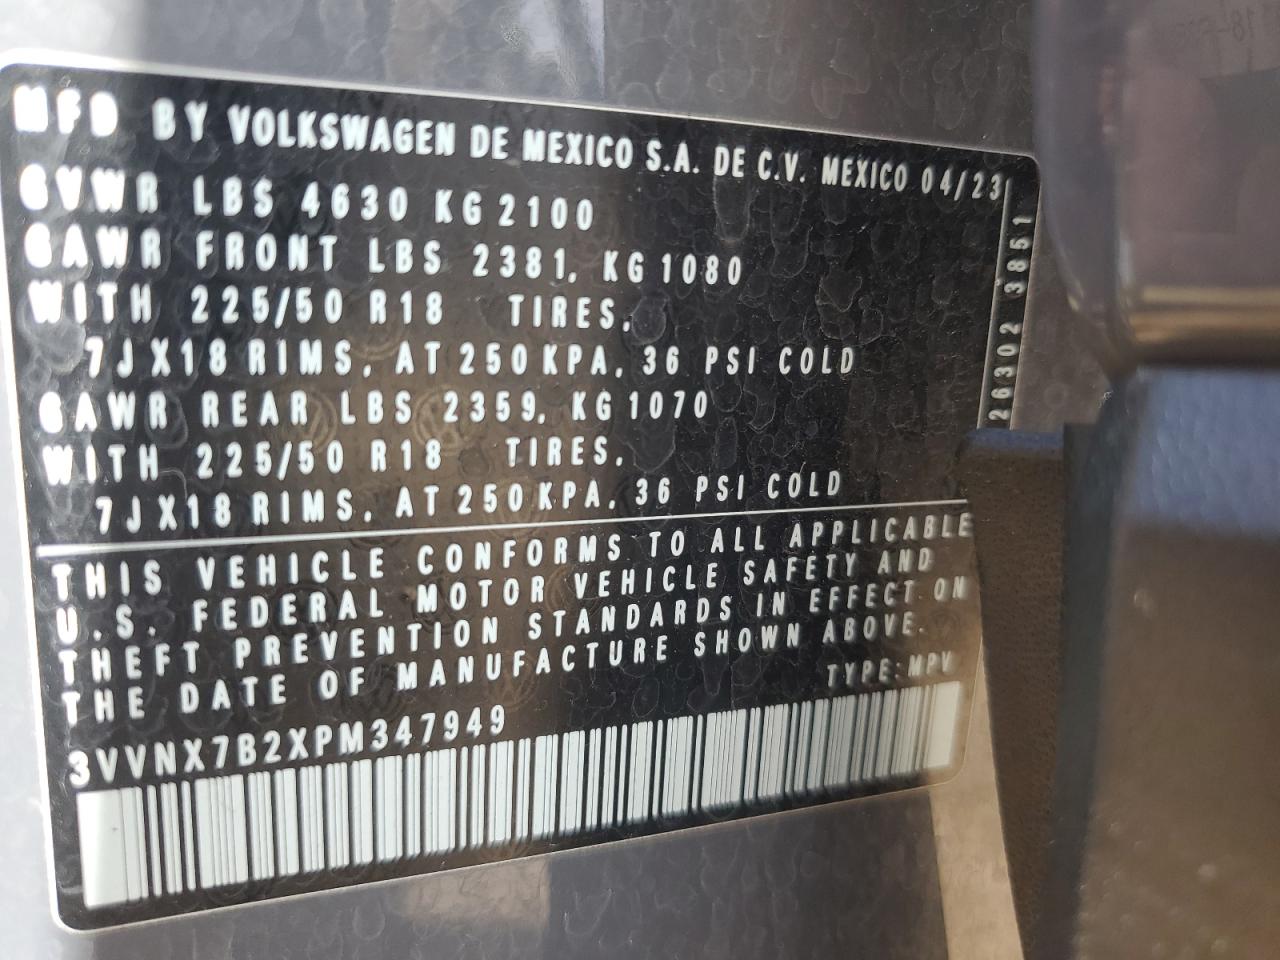 MFD BY VOLKSWAGEN DE MEXICO S.A. DE C.V. MEXICO 04/23
GVWR LBS 4630 KG 2100
GAWR FRONT LBS 2381, KG 1080
WITH 225/50 R18 TIRES,
7JX18 RIMS, AT 250 KPA, 36 PSI COLD
GAWR REAR LBS 2359, KG 1070
WITH 225/50 R18 TIRES,
7JX18 RIMS, AT 250 KPA, 36 PSI COLD
THIS VEHICLE CONFORMS TO ALL APPLICABLE
U.S. FEDERAL MOTOR VEHICLE SAFETY AND
THEFT PREVENTION STANDARDS IN EFFECT ON
THE DATE OF MANUFACTURE SHOWN ABOVE.
TYPE: MPV
3VVNX7B2XPM347949
26302 3851